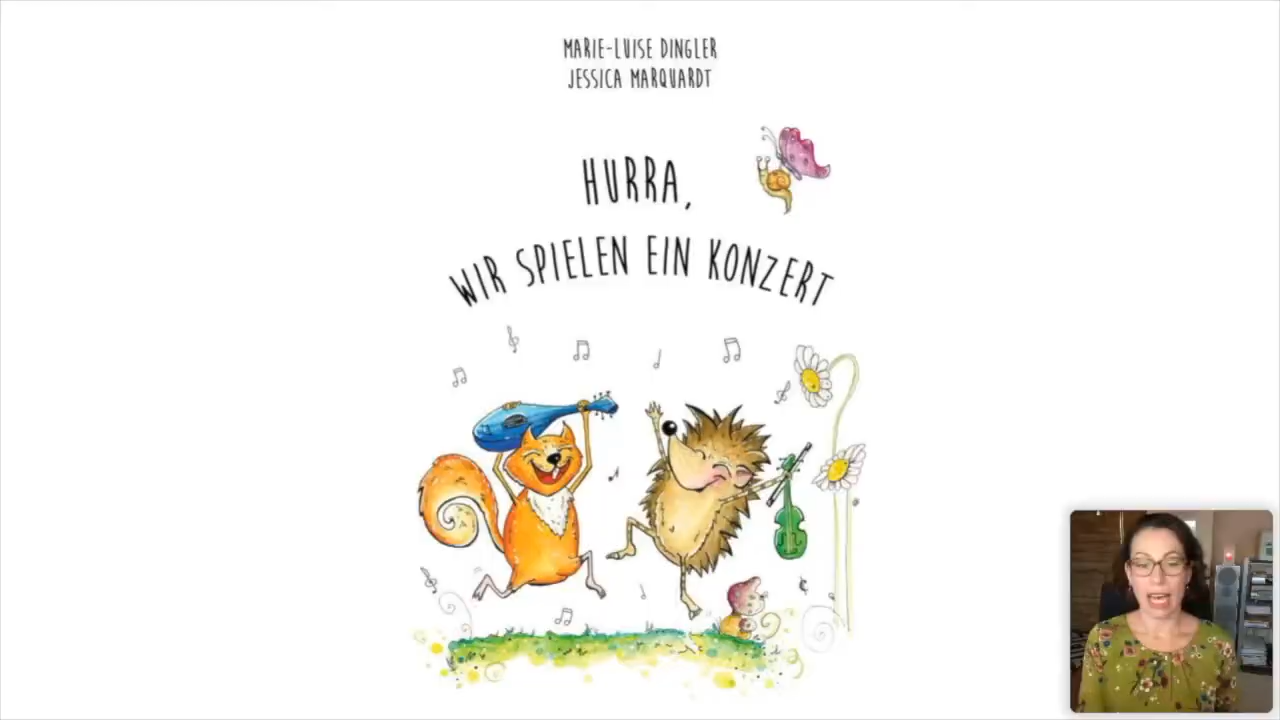 MARIE-LUISE DINGLER
JESSICA MARQUARDT
HURRA,
WIR SPIELEN EIN KONZERT